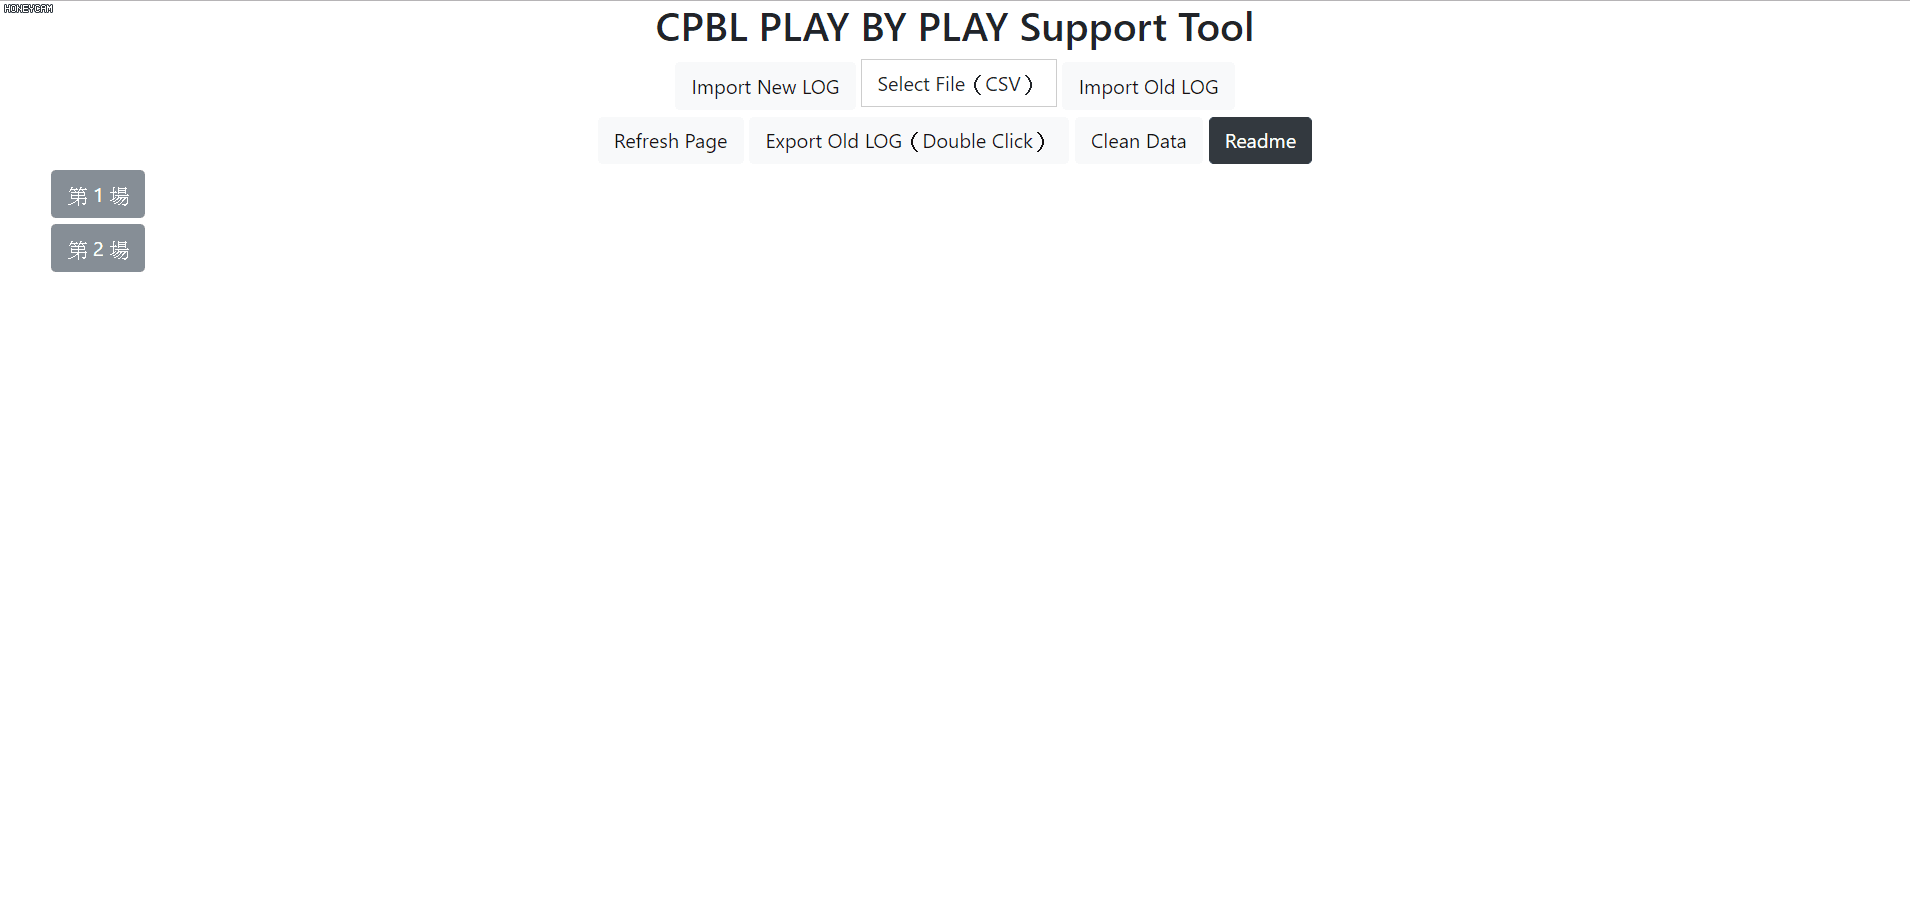 HONEYCAM
CPBL PLAY BY PLAY Support Tool
Import New LOG Select File（CSV） Import Old LOG
Refresh Page Export Old LOG（Double Click） Clean Data Readme
第 1 場
第 2 場